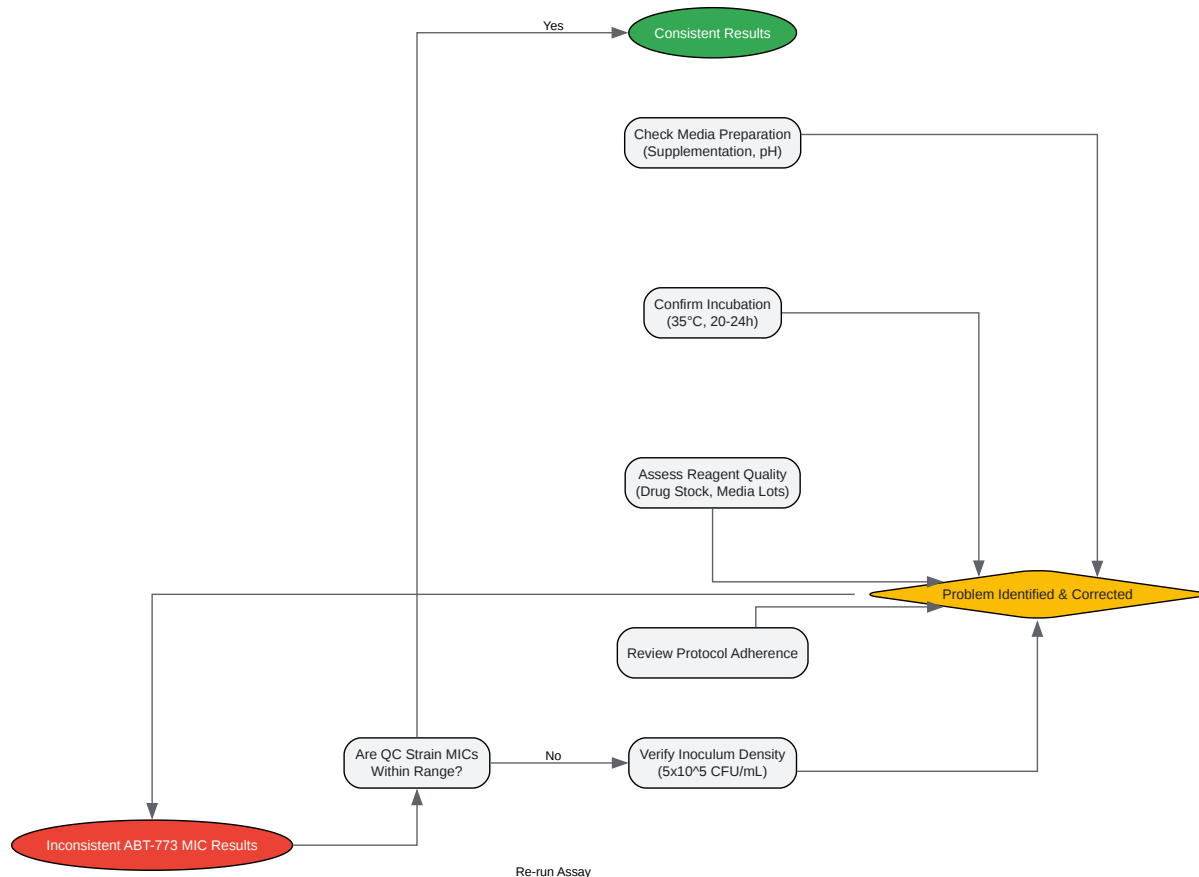 Yes
Consistent Results
Check Media Preparation
(Supplementation, pH)
Confirm Incubation
(35°C, 20-24h)
Assess Reagent Quality
(Drug Stock, Media Lots)
Problem Identified & Corrected
Review Protocol Adherence
Are QC Strain MICs
Within Range?
No
Verify Inoculum Density
(5x10^5 CFU/mL)
Inconsistent ABT-773 MIC Results
Re-run Assay